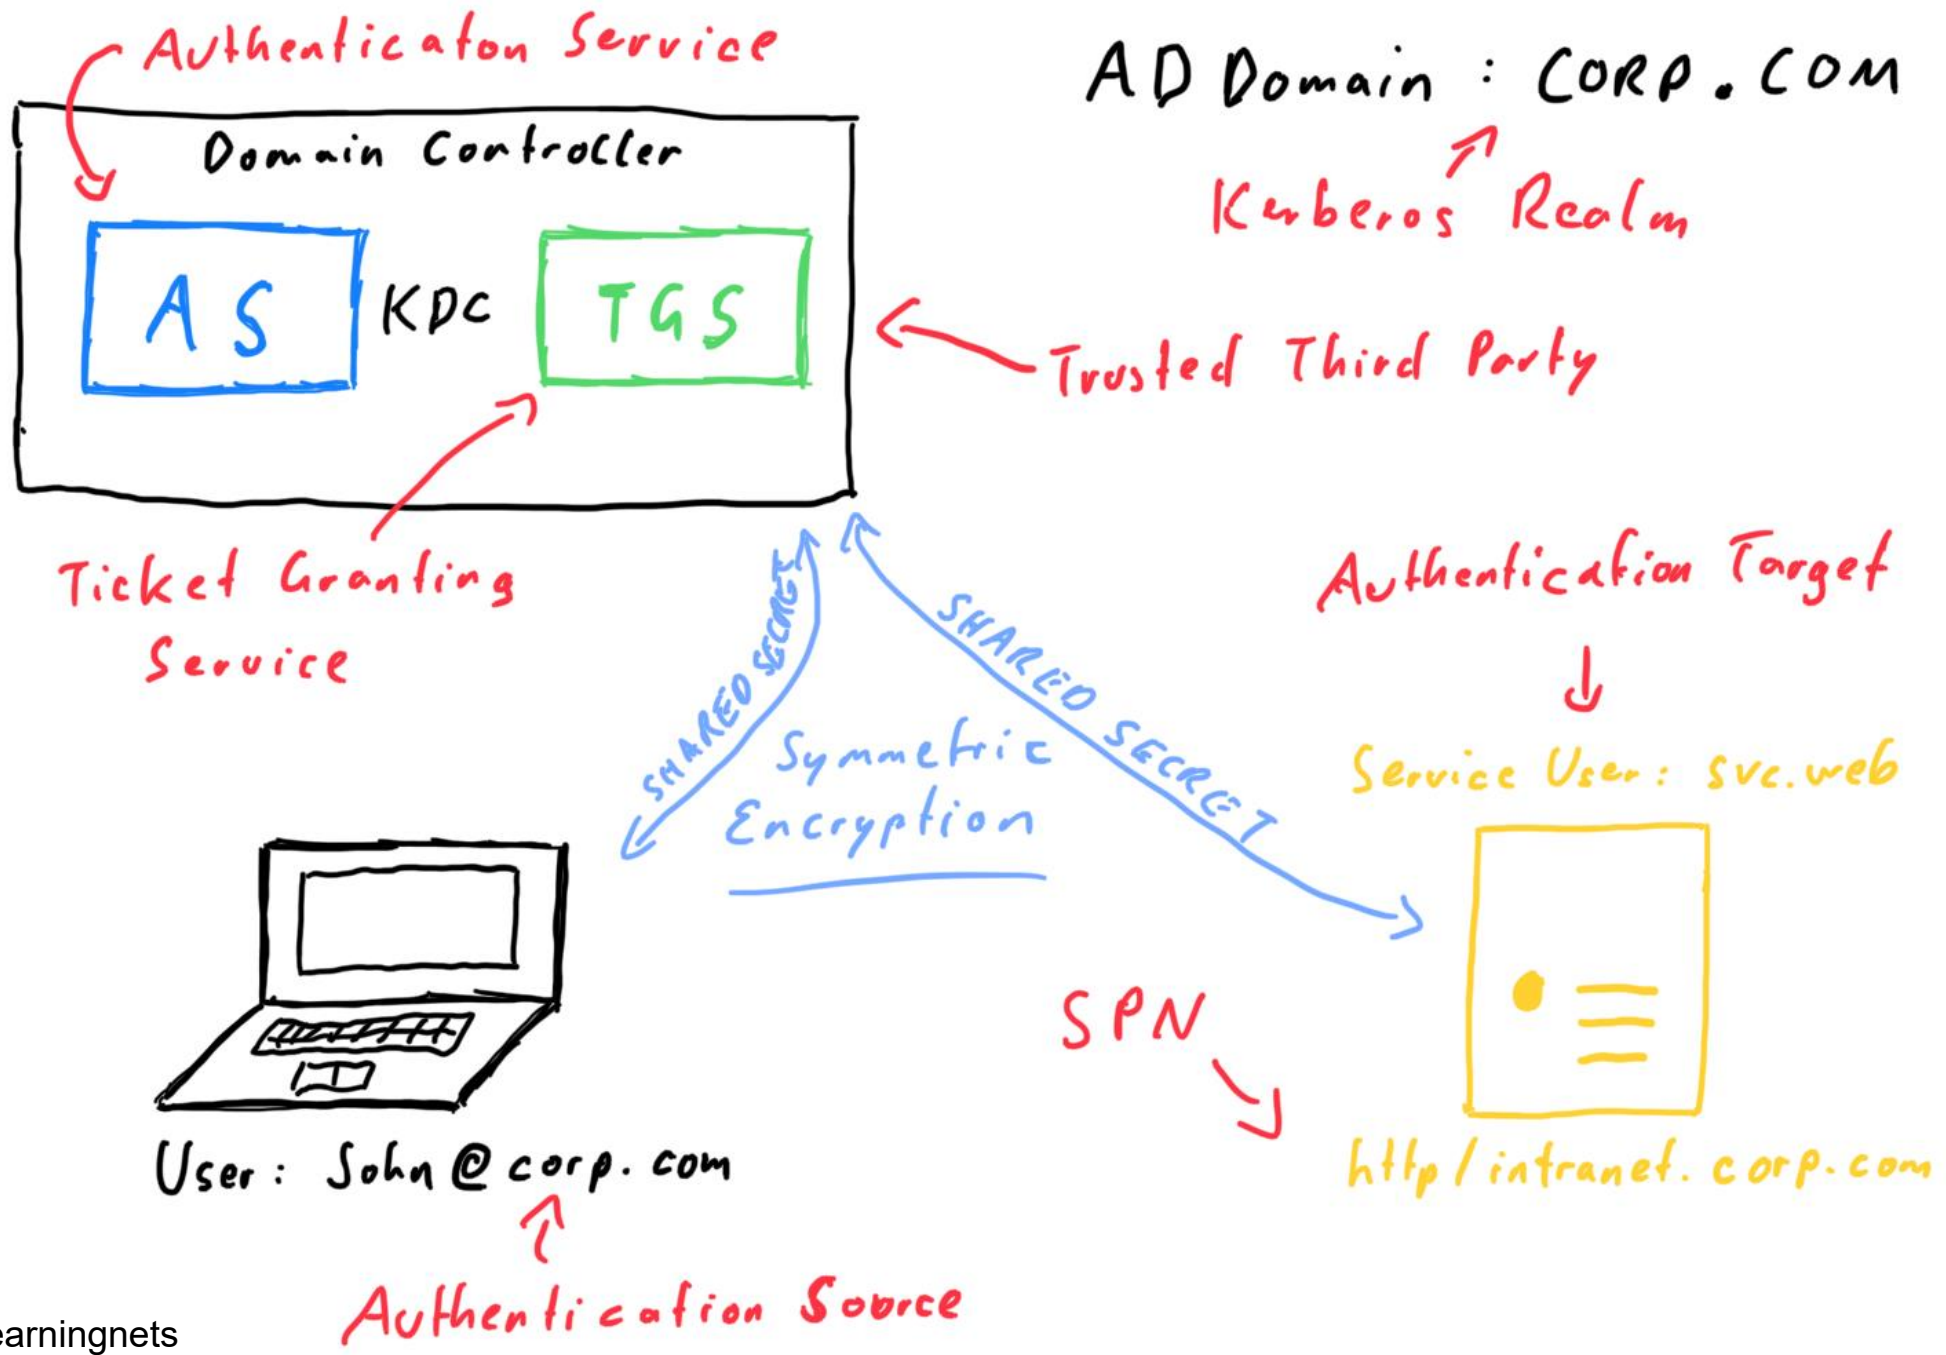 Authenticaton Service
AD Domain : CORP.COM
Domain Controller
Kerberos Realm
AS
KDC
TGS
Trusted Third Party
Ticket Granting
Service
Authentication Target
SHARED SECRET
SHARED SECRET
Symmetric
Encryption
Service User: svc.web
SPN
User: John@corp.com
http/intranet.corp.com
Authentication Source
earningnets